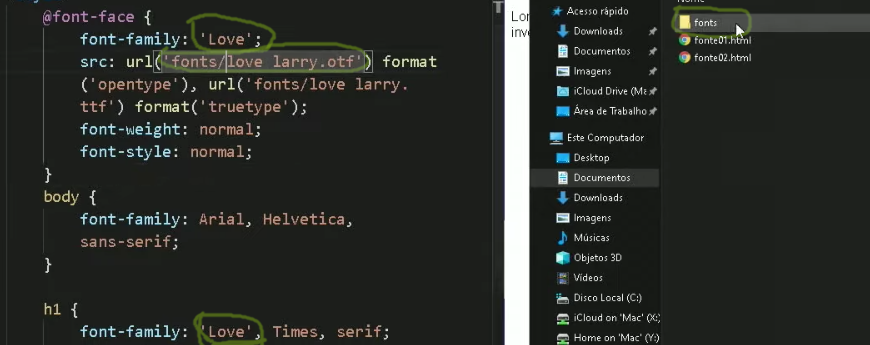 @font-face {
font-family: 'Love';
src: url('fonts/love larry.otf') format
('opentype'), url('fonts/love larry.
ttf') format('truetype');
font-weight: normal;
font-style: normal;
}
body {
font-family: Arial, Helvetica,
sans-serif;
}
h1 {
font-family: 'Love', Times, serif;
T
Lor
inve
Acesso rápido
Downloads
Documentos
Imagens
iCloud Drive (Ma
Área de Trabalho
Este Computador
Desktop
Documentos
Downloads
Imagens
Músicas
Objetos 3D
Vídeos
Disco Local (C:)
iCloud on 'Mac' (X:)
Home on 'Mac' (Y:)
Nome
fonts
fonte01.html
fonte02.html